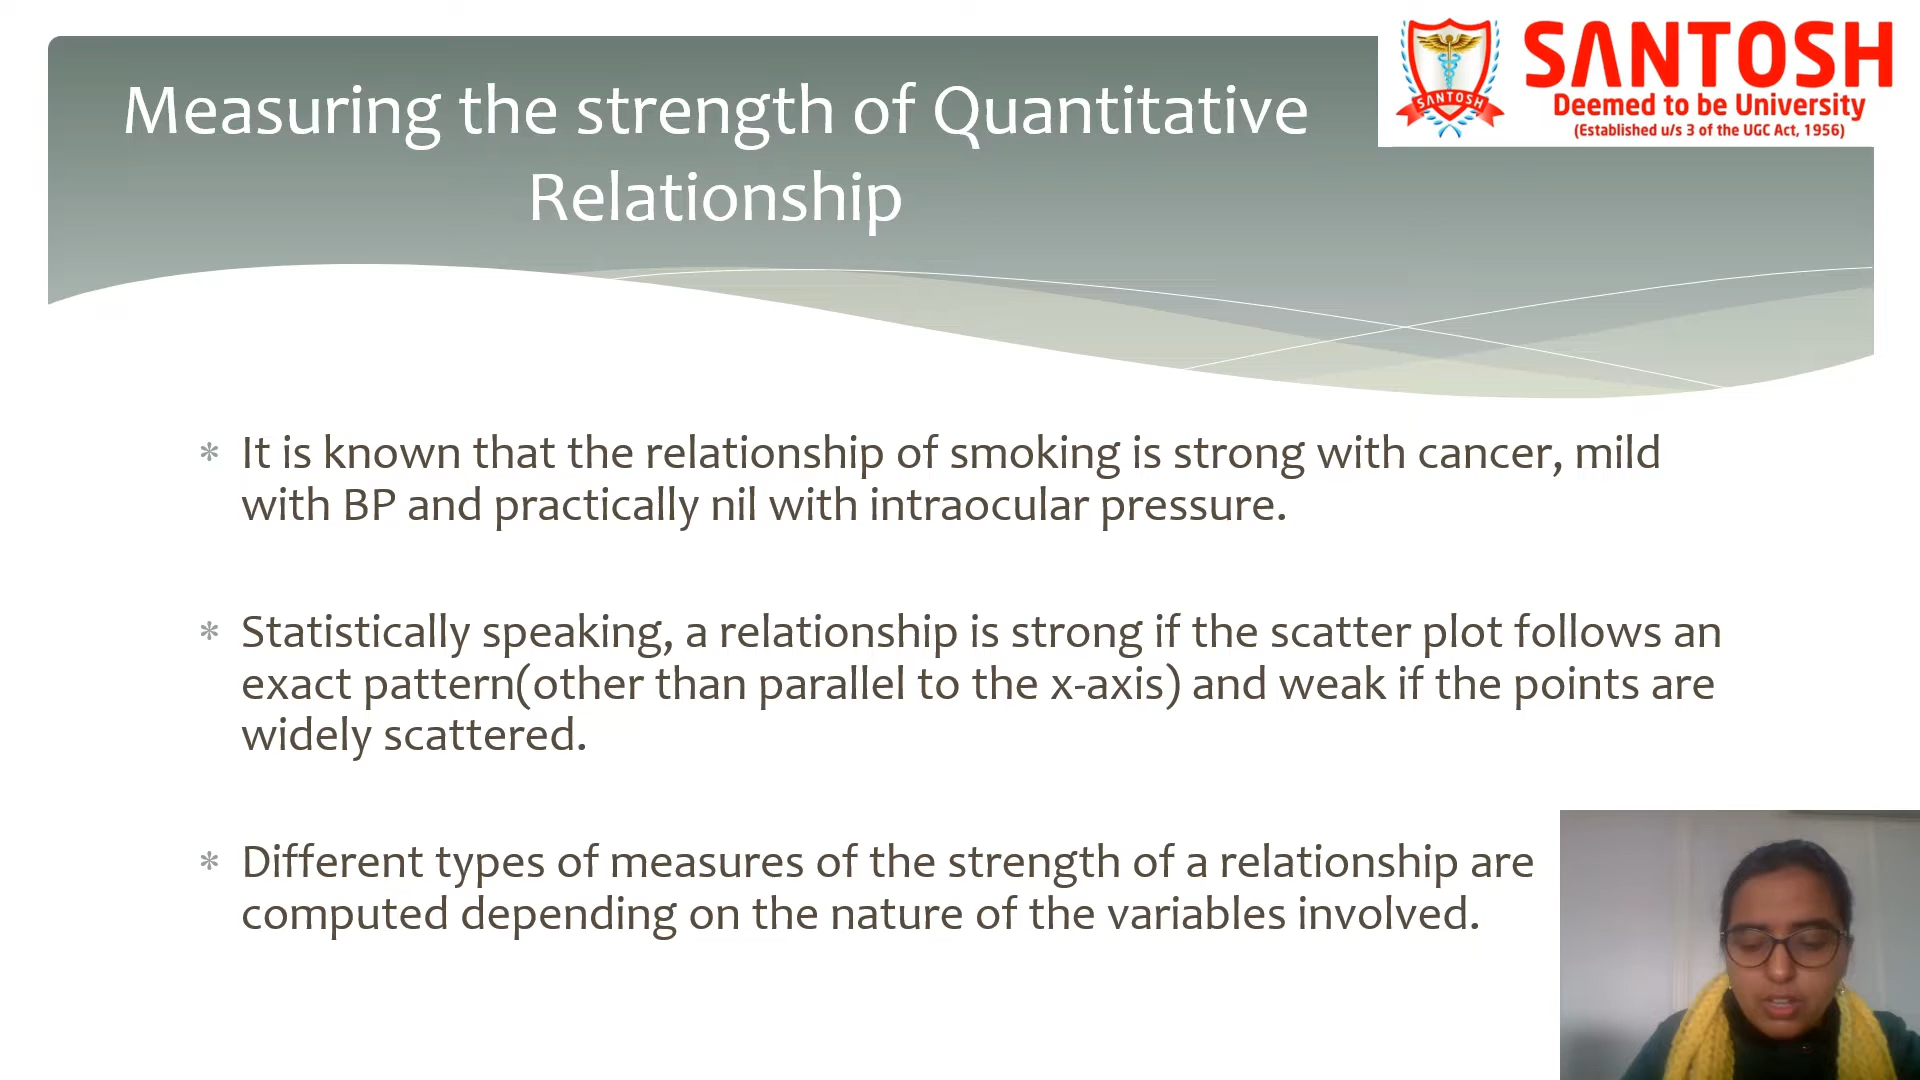 SANTOSH
SANTOSH
Deemed to be University
(Established u/s 3 of the UGC Act, 1956)
Measuring the strength of Quantitative
Relationship
* It is known that the relationship of smoking is strong with cancer, mild
with BP and practically nil with intraocular pressure.
* Statistically speaking, a relationship is strong if the scatter plot follows an
exact pattern(other than parallel to the x-axis) and weak if the points are
widely scattered.
* Different types of measures of the strength of a relationship are
computed depending on the nature of the variables involved.